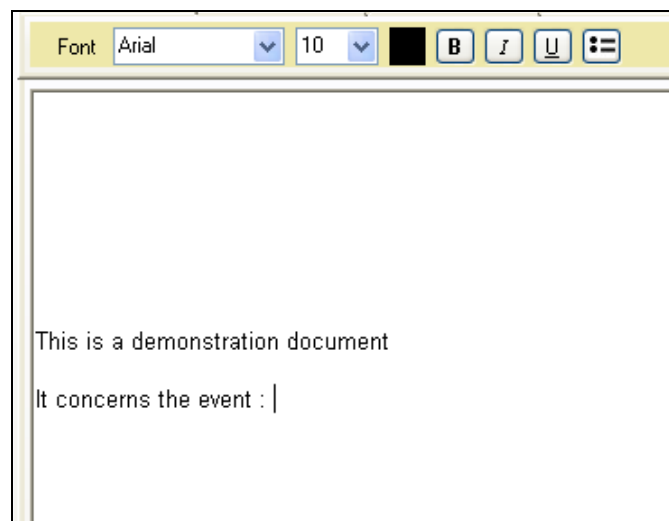 Font Arial 10 B I U
This is a demonstration document
It concerns the event :